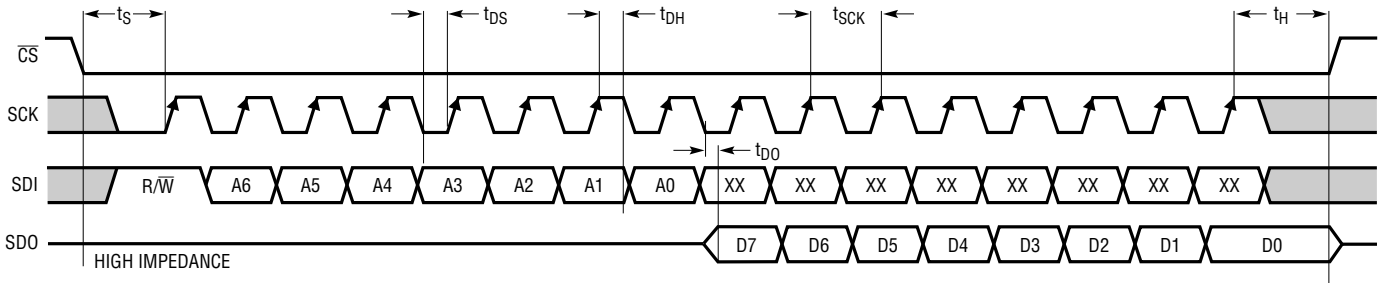 tS tDS tDH tSCK tH
CS
SCK
tDO
SDI R/W A6 A5 A4 A3 A2 A1 A0 XX XX XX XX XX XX XX XX
SDO D7 D6 D5 D4 D3 D2 D1 D0
HIGH IMPEDANCE